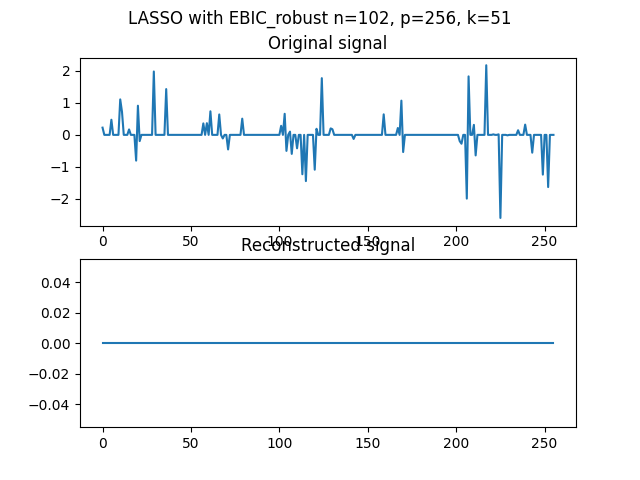 LASSO with EBIC_robust n=102, p=256, k=51
Original signal
2
1
0
−1
−2
0 50 100 150 200 250
Reconstructed signal
0.04
0.02
0.00
−0.02
−0.04
0 50 100 150 200 250